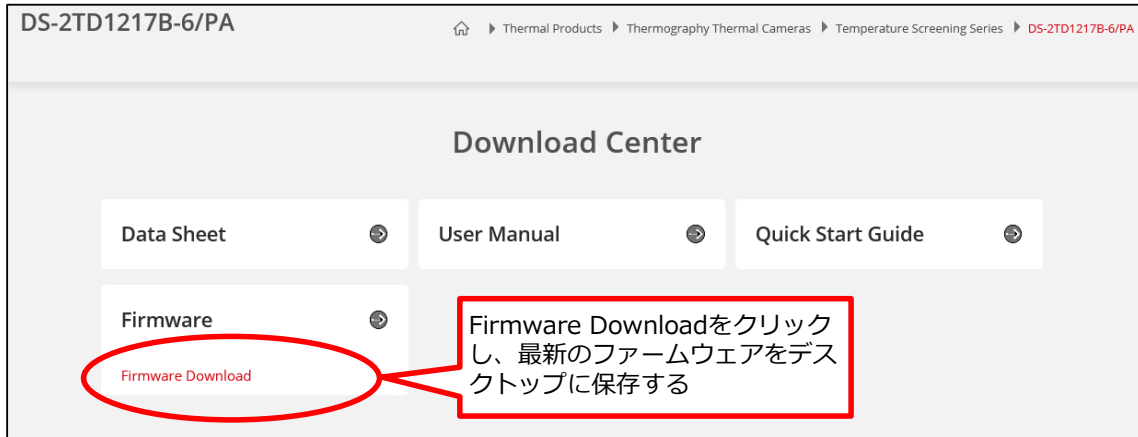 DS-2TD1217B-6/PA
Thermal Products Thermography Thermal Cameras Temperature Screening Series DS-2TD1217B-6/PA
Download Center
Data Sheet
User Manual
Quick Start Guide
Firmware
Firmware Download
Firmware Downloadをクリック
し、最新のファームウェアをデス
クトップに保存する